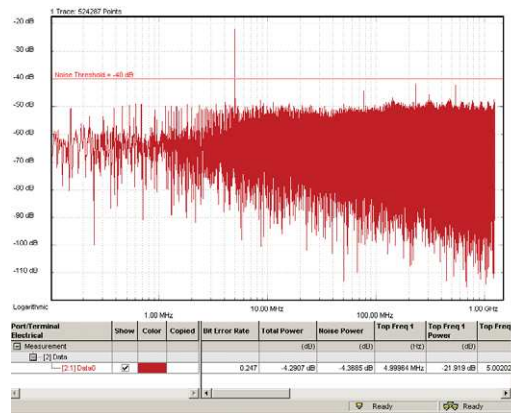 1 Trace: 524287 Points
-20 dB
-30 dB
-40 dB
Noise Threshold = -40 dB
-50 dB
-60 dB
-70 dB
-80 dB
-90 dB
-100 dB
-110 dB
Logarithmic
1.00 MHz
10.00 MHz
100.00 MHz
1.00 GHz
Port/Terminal Electrical Show Color Copied Bit Error Rate Total Power Noise Power Top Freq 1 Top Freq 1 Power Top Freq
Measurement (dB) (dB) (Hz) (dB)
[2] Data
[2:1] Data0 0.247 -4.2907 dB -4.3885 dB 4.99984 MHz -21.919 dB 5.00202
Ready Ready